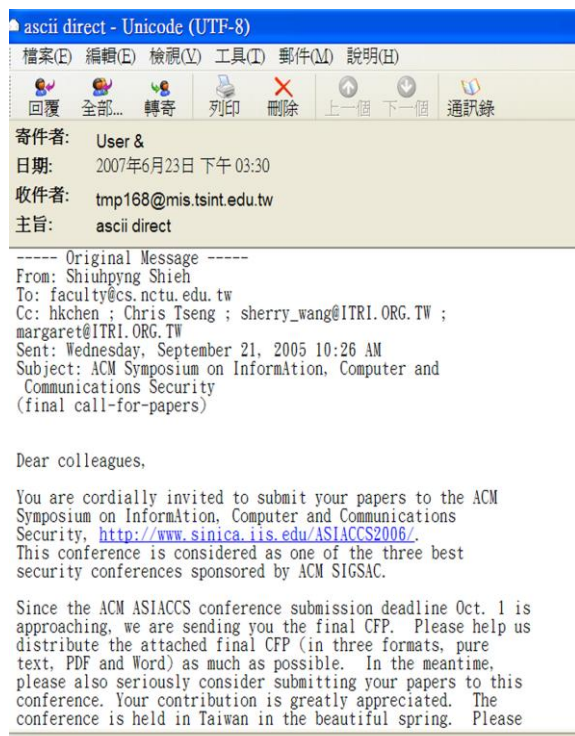 ascii direct - Unicode (UTF-8)
檔案(F) 編輯(E) 檢視(V) 工具(T) 郵件(M) 說明(H)
回覆 全部... 轉寄 列印 刪除 上一個 下一個 通訊錄
寄件者: User &
日期: 2007年6月23日 下午 03:30
收件者: tmp168@mis.tsint.edu.tw
主旨: ascii direct
----- Original Message -----
From: Shiuhpyng Shieh
To: faculty@cs.nctu.edu.tw
Cc: hkchen ; Chris Tseng ; sherry_wang@ITRI.ORG.TW ;
margaret@ITRI.ORG.TW
Sent: Wednesday, September 21, 2005 10:26 AM
Subject: ACM Symposium on InformAtion, Computer and
Communications Security
(final call-for-papers)
Dear colleagues,
You are cordially invited to submit your papers to the ACM
Symposium on InformAtion, Computer and Communications
Security, http://www.sinica.iis.edu/ASIACCS2006/.
This conference is considered as one of the three best
security conferences sponsored by ACM SIGSAC.
Since the ACM ASIACCS conference submission deadline Oct. 1 is
approaching, we are sending you the final CFP. Please help us
distribute the attached final CFP (in three formats, pure
text, PDF and Word) as much as possible. In the meantime,
please also seriously consider submitting your papers to this
conference. Your contribution is greatly appreciated. The
conference is held in Taiwan in the beautiful spring. Please